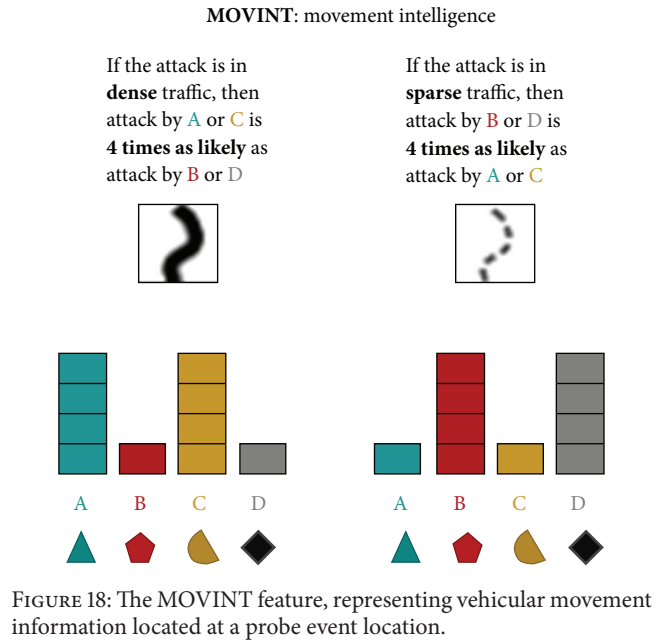 MOVINT: movement intelligence
If the attack is in
dense traffic, then
attack by A or C is
4 times as likely as
attack by B or D
If the attack is in
sparse traffic, then
attack by B or D is
4 times as likely as
attack by A or C
A B C D
A B C D
FIGURE 18: The MOVINT feature, representing vehicular movement
information located at a probe event location.